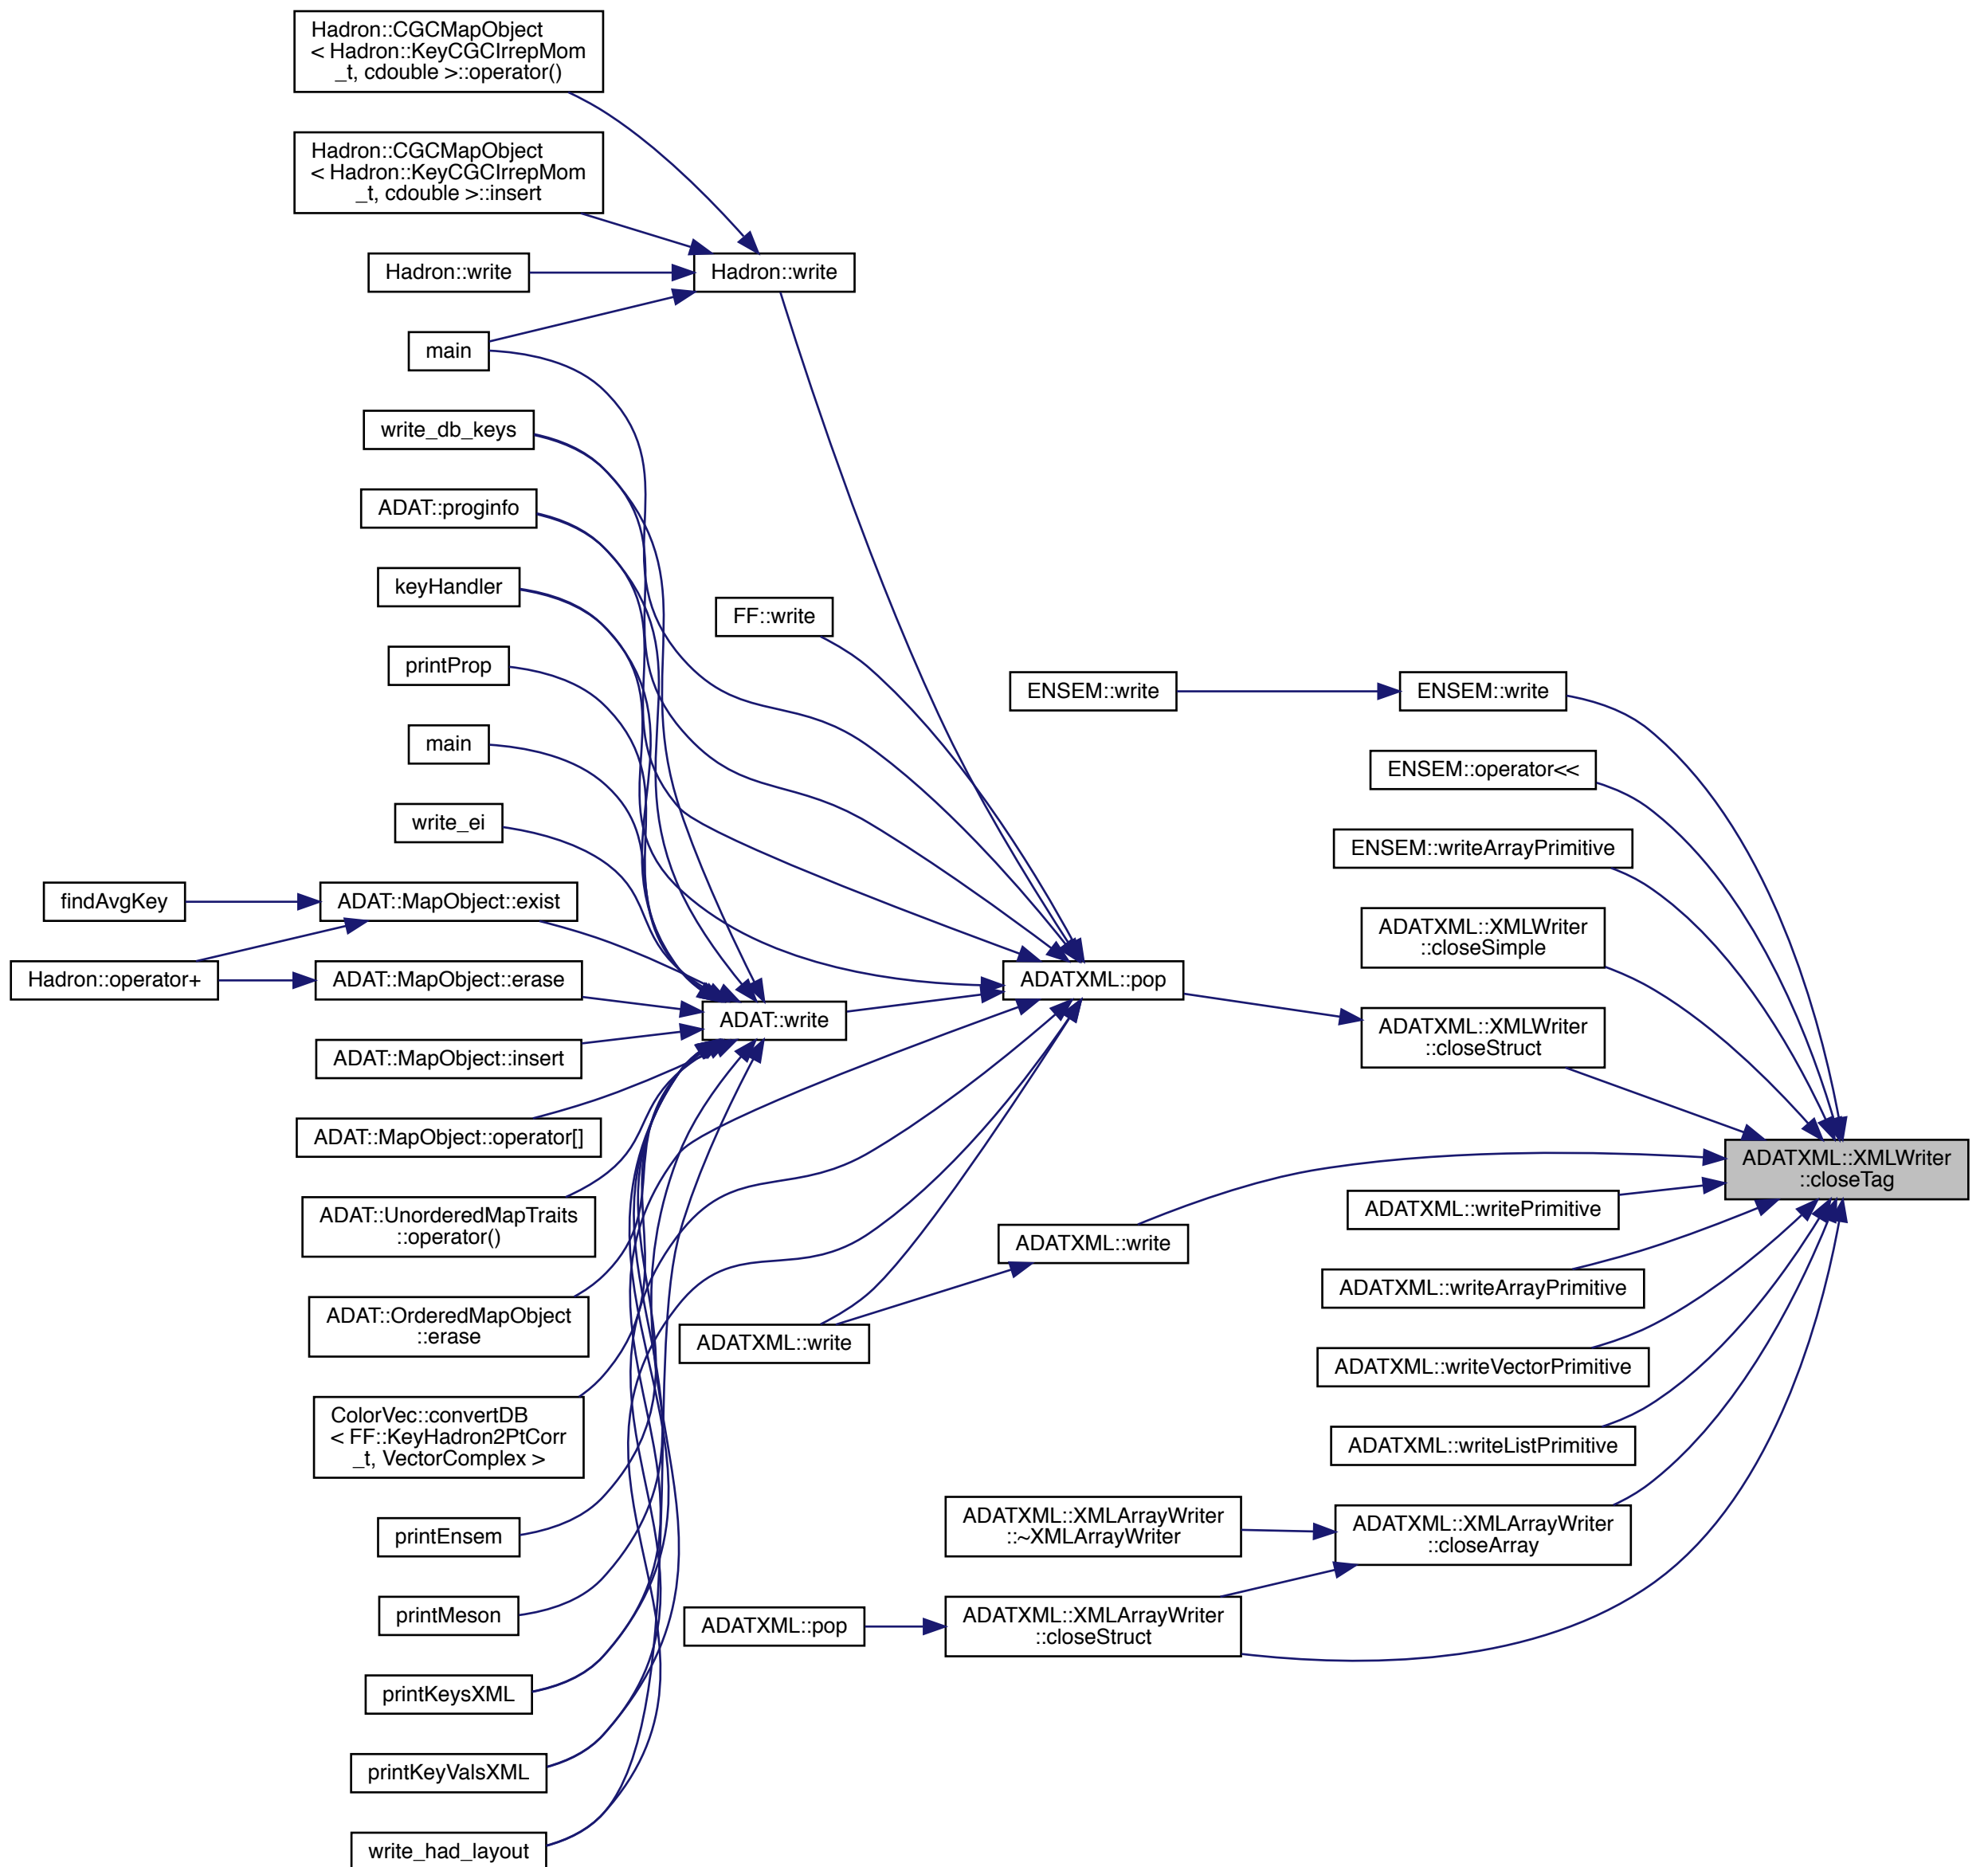 Hadron::CGCMapObject
< Hadron::KeyCGCIrrepMom
_t, cdouble >::operator()
Hadron::CGCMapObject
< Hadron::KeyCGCIrrepMom
_t, cdouble >::insert
Hadron::write
Hadron::write
main
write_db_keys
ADAT::proginfo
keyHandler
FF::write
printProp
ENSEM::write
ENSEM::write
main
ENSEM::operator<<
write_ei
ENSEM::writeArrayPrimitive
findAvgKey
ADAT::MapObject::exist
ADATXML::XMLWriter
::closeSimple
Hadron::operator+
ADAT::MapObject::erase
ADATXML::pop
ADAT::write
ADATXML::XMLWriter
::closeStruct
ADAT::MapObject::insert
ADAT::MapObject::operator[]
ADATXML::XMLWriter
::closeTag
ADATXML::writePrimitive
ADAT::UnorderedMapTraits
::operator()
ADATXML::write
ADATXML::writeArrayPrimitive
ADAT::OrderedMapObject
::erase
ADATXML::write
ADATXML::writeVectorPrimitive
ColorVec::convertDB
< FF::KeyHadron2PtCorr
_t, VectorComplex >
ADATXML::writeListPrimitive
printEnsem
ADATXML::XMLArrayWriter
::~XMLArrayWriter
ADATXML::XMLArrayWriter
::closeArray
printMeson
ADATXML::pop
ADATXML::XMLArrayWriter
::closeStruct
printKeysXML
printKeyValsXML
write_had_layout